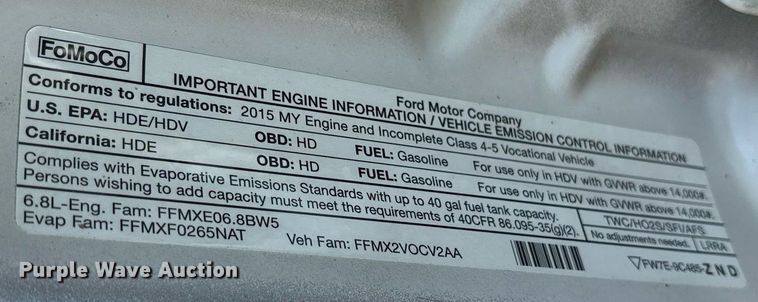 FoMoCo
Ford Motor Company
IMPORTANT ENGINE INFORMATION / VEHICLE EMISSION CONTROL INFORMATION
Conforms to regulations: 2015 MY Engine and Incomplete Class 4-5 Vocational Vehicle
U.S. EPA: HDE/HDV OBD: HD FUEL: Gasoline For use only in HDV with GVWR above 14,000#.
California: HDE OBD: HD FUEL: Gasoline For use only in HDV with GVWR above 14,000#.
Complies with Evaporative Emissions Standards with up to 40 gal fuel tank capacity.
Persons wishing to add capacity must meet the requirements of 40CFR 86.095-35(g)(2).
TWC/HO2S/SFI/AFS
No adjustments needed. LRRA
6.8L-Eng. Fam: FFMXE06.8BW5
Evap Fam: FFMXF0265NAT Veh Fam: FFMX2VOCV2AA
FW7E-9C485-ZND
Purple Wave Auction